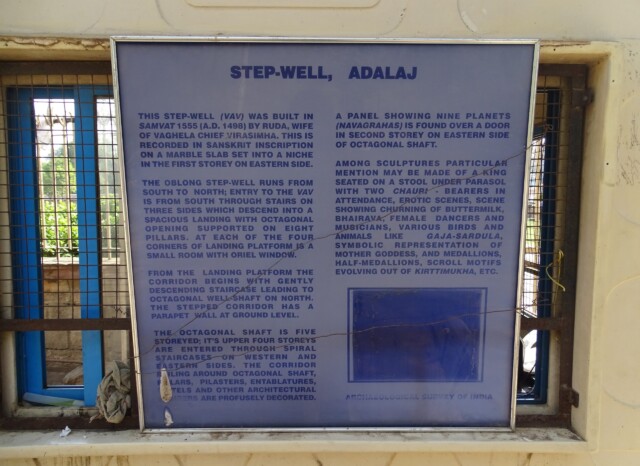 STEP-WELL, ADALAJ
THIS STEP-WELL (VAV) WAS BUILT IN
SAMVAT 1555 (A.D. 1498) BY RUDA, WIFE
OF VAGHELA CHIEF VIRASIMHA. THIS IS
RECORDED IN SANSKRIT INSCRIPTION
ON A MARBLE SLAB SET INTO A NICHE
IN THE FIRST STOREY ON EASTERN SIDE.
THE OBLONG STEP-WELL RUNS FROM
SOUTH TO NORTH; ENTRY TO THE VAV
IS FROM SOUTH THROUGH STAIRS ON
THREE SIDES WHICH DESCEND INTO A
SPACIOUS LANDING WITH OCTAGONAL
OPENING SUPPORTED ON EIGHT
PILLARS. AT EACH OF THE FOUR
CORNERS OF LANDING PLATFORM IS A
SMALL ROOM WITH ORIEL WINDOW.
FROM THE LANDING PLATFORM THE
CORRIDOR BEGINS WITH GENTLY
DESCENDING STAIRCASE LEADING TO
OCTAGONAL WELL SHAFT ON NORTH.
THE STEPPED CORRIDOR HAS A
PARAPET WALL AT GROUND LEVEL.
THE OCTAGONAL SHAFT IS FIVE
STOREYED; IT'S UPPER FOUR STOREYS
ARE ENTERED THROUGH SPIRAL
STAIRCASES ON WESTERN AND
EASTERN SIDES. THE CORRIDOR
AROUND OCTAGONAL SHAFT,
PILLARS, PILASTERS, ENTABLATURES,
AND OTHER ARCHITECTURAL
ARE PROFUSELY DECORATED.
A PANEL SHOWING NINE PLANETS
(NAVAGRAHAS) IS FOUND OVER A DOOR
IN SECOND STOREY ON EASTERN SIDE
OF OCTAGONAL SHAFT.
AMONG SCULPTURES PARTICULAR
MENTION MAY BE MADE OF A KING
SEATED ON A STOOL UNDER PARASOL
WITH TWO CHAURI - BEARERS IN
ATTENDANCE, EROTIC SCENES, SCENE
SHOWING CHURNING OF BUTTERMILK,
BHAIRAVA; FEMALE DANCERS AND
MUSICIANS, VARIOUS BIRDS AND
ANIMALS LIKE GAJA-SARDULA,
SYMBOLIC REPRESENTATION OF
MOTHER GODDESS, AND MEDALLIONS,
HALF-MEDALLIONS, SCROLL MOTIFS
EVOLVING OUT OF KIRTTIMUKHA, ETC.
ARCHAEOLOGICAL SURVEY OF INDIA